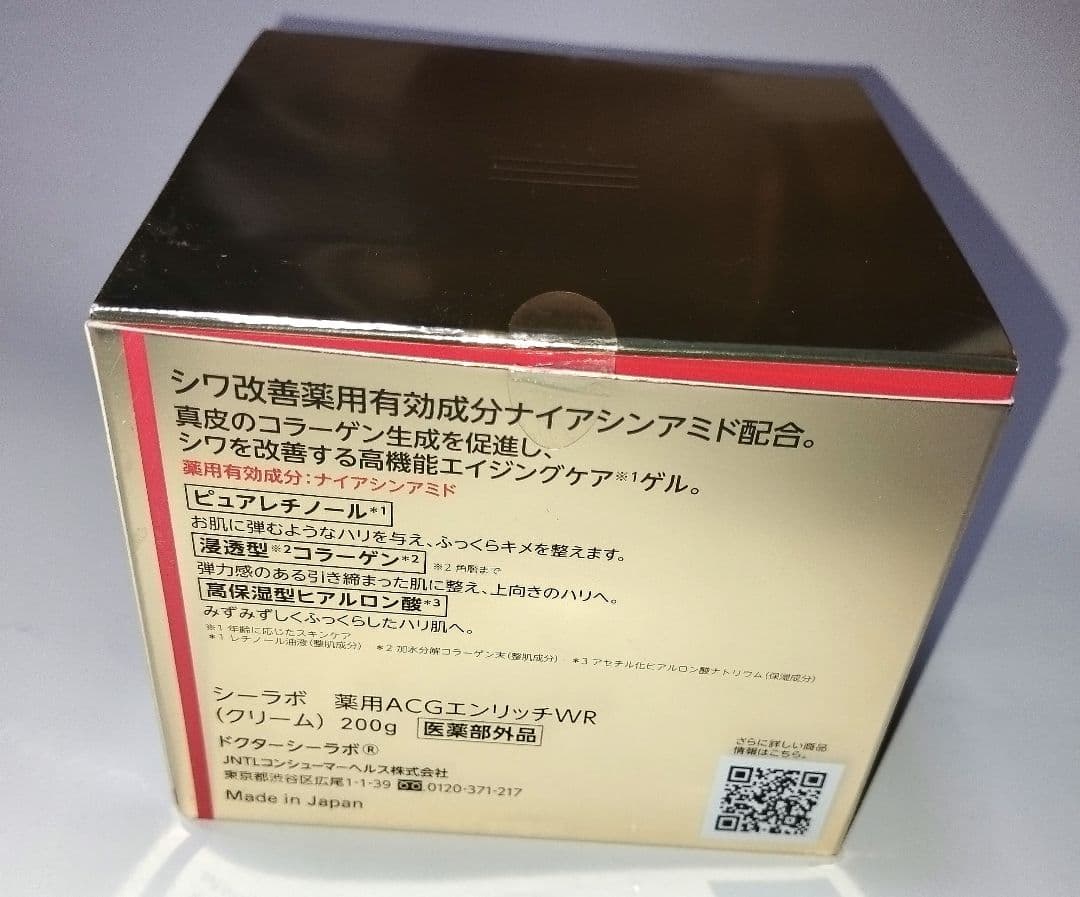 シワ改善薬用有効成分ナイアシンアミド配合。
真皮のコラーゲン生成を促進し、
シワを改善する高機能エイジングケア※1ゲル。
薬用有効成分:ナイアシンアミド
ピュアレチノール*1
お肌に弾むようなハリを与え、ふっくらキメを整えます。
浸透型※2コラーゲン*2 ※2 角層まで
弾力感のある引き締まった肌に整え、上向きのハリへ。
高保湿型ヒアルロン酸*3
みずみずしくふっくらしたハリ肌へ。
※1 年齢に応じたスキンケア
*1 レチノール油液(整肌成分) *2 加水分解コラーゲン末(整肌成分) *3 アセチル化ヒアルロン酸ナトリウム(保湿成分)
シーラボ 薬用ACGエンリッチWR
(クリーム) 200g 医薬部外品
ドクターシーラボ®
JNTLコンシューマーヘルス株式会社
東京都渋谷区広尾1-1-39 0120-371-217
Made in Japan
さらに詳しい商品
情報はこちら。